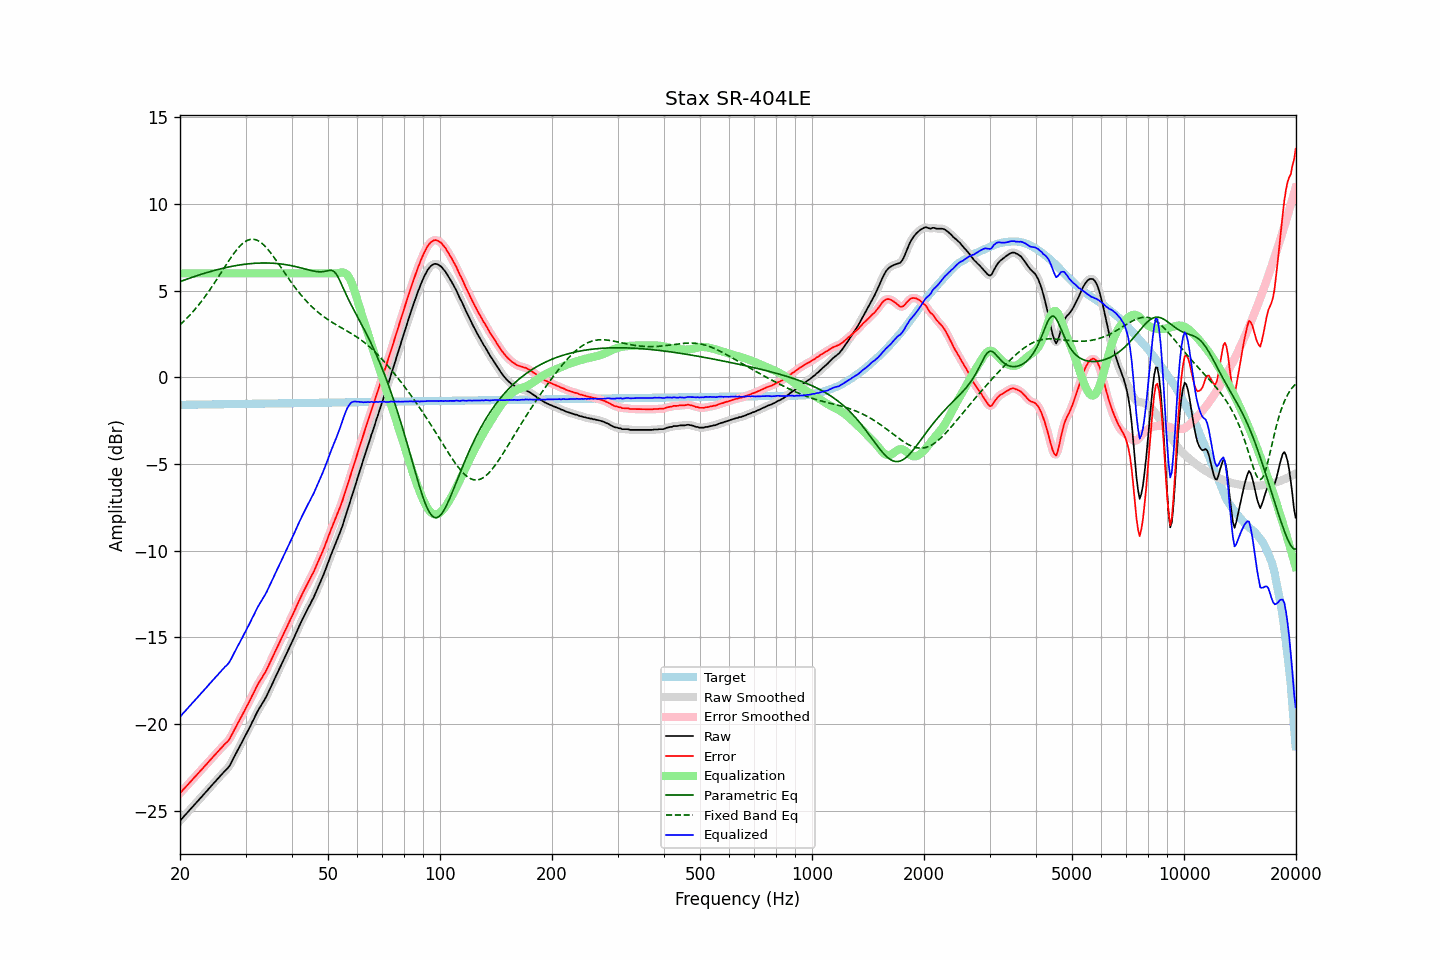 Stax SR-404LE
Amplitude (dBr)
15
10
5
0
−5
−10
−15
−20
−25
Target
Raw Smoothed
Error Smoothed
Raw
Error
Equalization
Parametric Eq
Fixed Band Eq
Equalized
20 50 100 200 500 1000 2000 5000 10000 20000
Frequency (Hz)